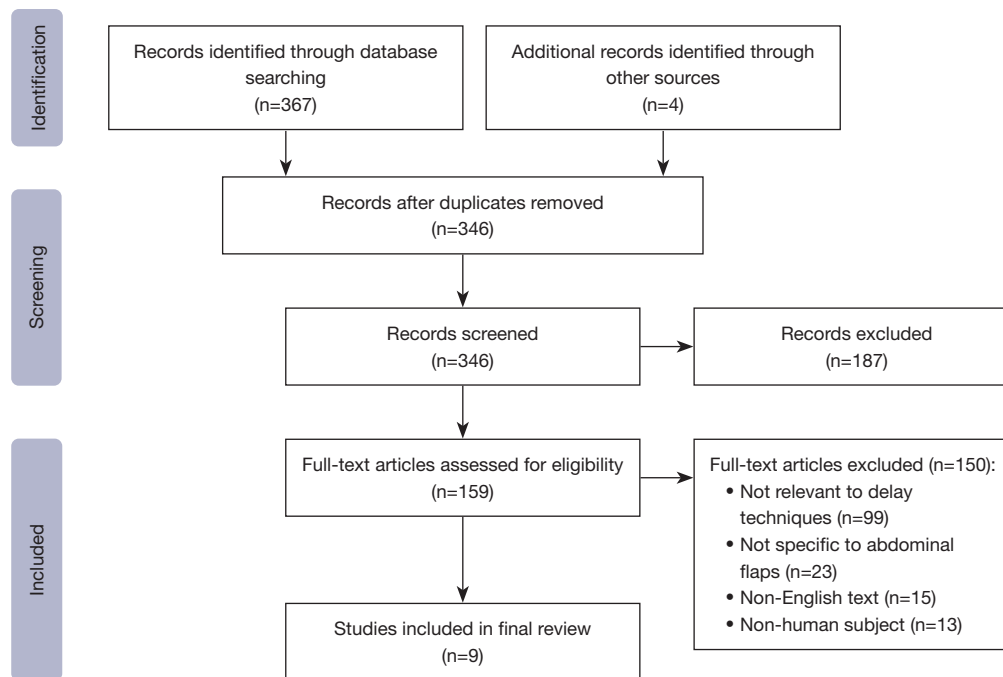 Identification
Records identified through database
searching
(n=367)
Additional records identified through
other sources
(n=4)
Screening
Records after duplicates removed
(n=346)
Records screened
(n=346)
Records excluded
(n=187)
Included
Full-text articles assessed for eligibility
(n=159)
Full-text articles excluded (n=150):
• Not relevant to delay
techniques (n=99)
• Not specific to abdominal
flaps (n=23)
• Non-English text (n=15)
• Non-human subject (n=13)
Studies included in final review
(n=9)